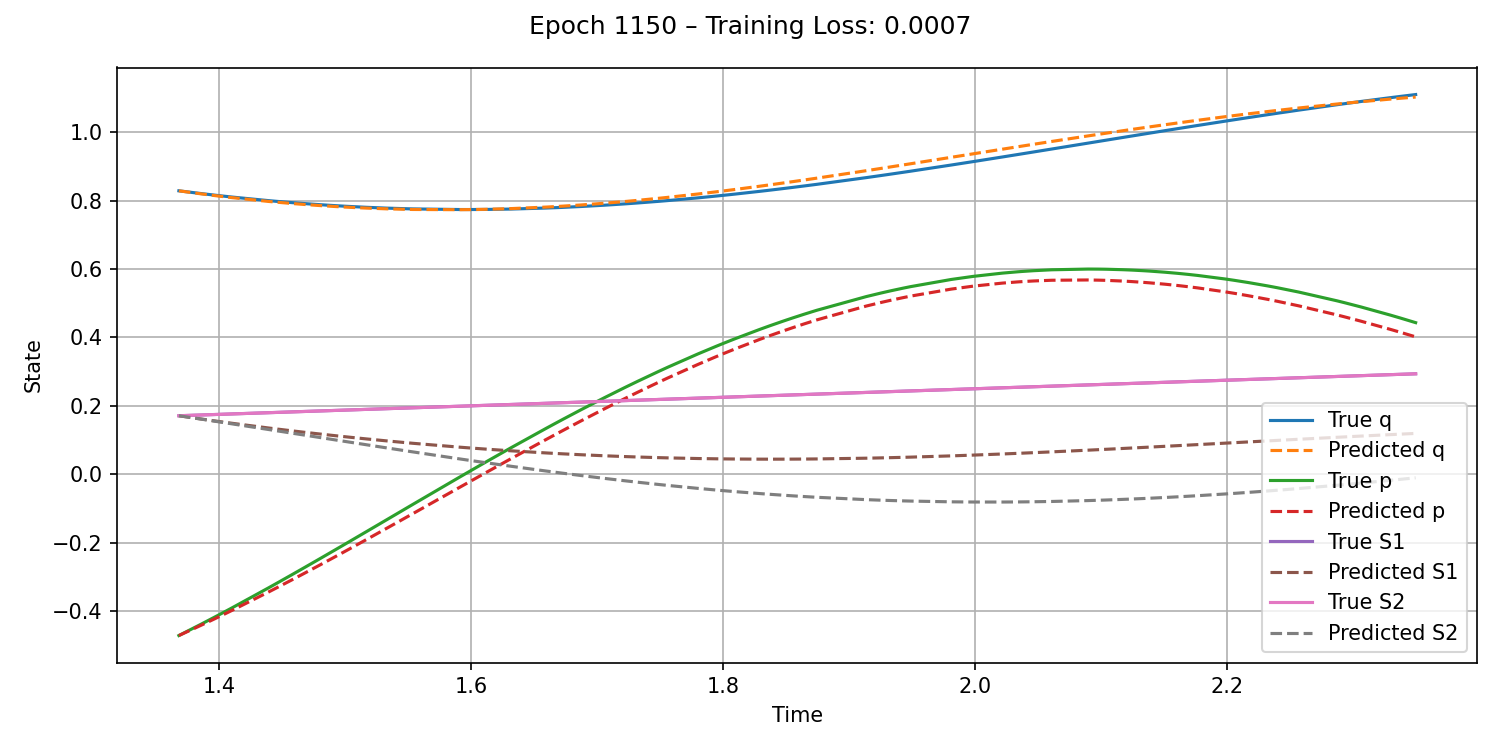 Epoch 1150 – Training Loss: 0.0007
State
1.0
0.8
0.6
0.4
0.2
0.0
−0.2
−0.4
True q
Predicted q
True p
Predicted p
True S1
Predicted S1
True S2
Predicted S2
1.4 1.6 1.8 2.0 2.2
Time